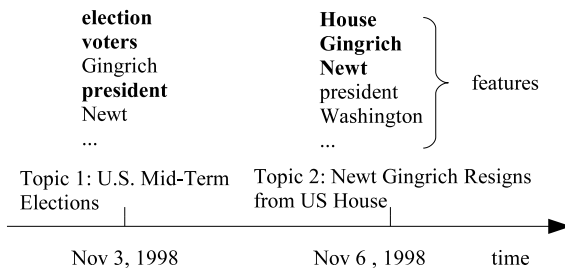 election
voters
Gingrich
president
Newt
...
House
Gingrich
Newt
president
Washington
...
features
Topic 1: U.S. Mid-Term
Elections
Topic 2: Newt Gingrich Resigns
from US House
Nov 3, 1998
Nov 6 , 1998
time